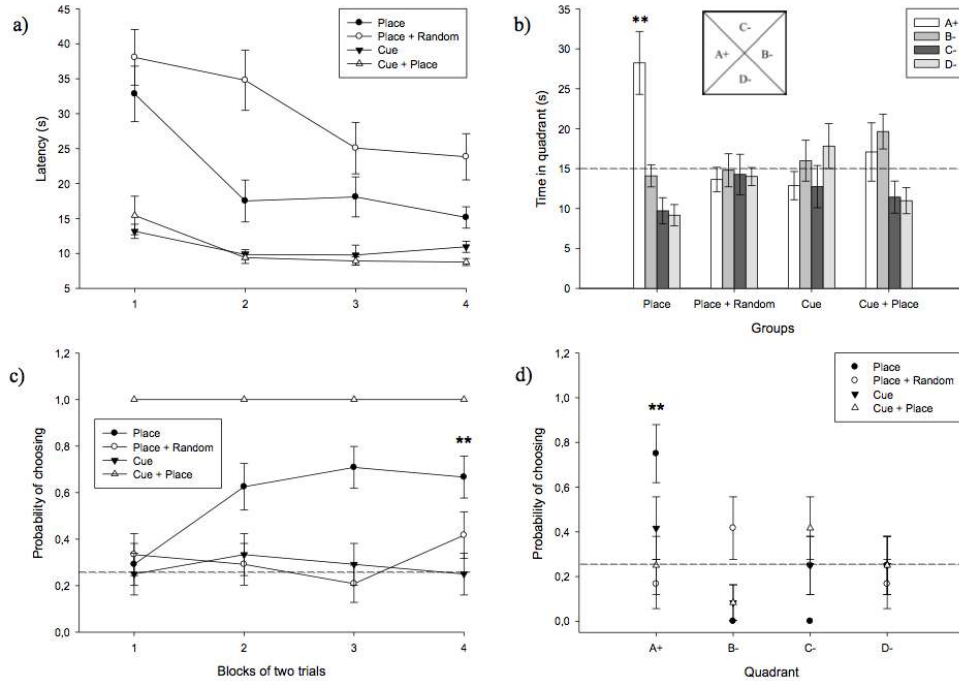 a)
Place
Place + Random
Cue
Cue + Place
Latency (s)
45
40
35
30
25
20
15
10
5
1
2
3
4
b)
**
C-
A+
B-
D-
A+
B-
C-
D-
Time in quadrant (s)
35
30
25
20
15
10
5
0
Place
Place + Random
Cue
Cue + Place
Groups
c)
1,2
1,0
0,8
0,6
0,4
0,2
0,0
Probability of choosing
Place
Place + Random
Cue
Cue + Place
**
1
2
3
4
Blocks of two trials
d)
1,2
1,0
0,8
0,6
0,4
0,2
0,0
Probability of choosing
Place
Place + Random
Cue
Cue + Place
**
A+
B-
C-
D-
Quadrant